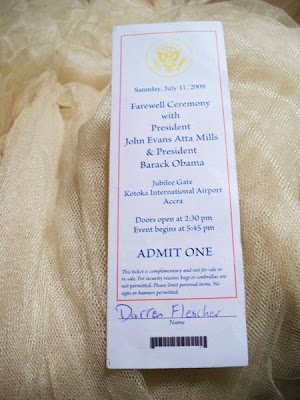 Saturday, July 11, 2009
Farewell Ceremony
with
President
John Evans Atta Mills
& President
Barack Obama
Jubilee Gate
Kotoka International Airport
Accra
Doors open at 2:30 pm
Event begins at 5:45 pm
ADMIT ONE
This ticket is complimentary and not for sale or
re-sale. For security reasons bags or umbrellas are
not permitted. Please limit personal items. No
signs or banners permitted.
Darren Fleischer
Name